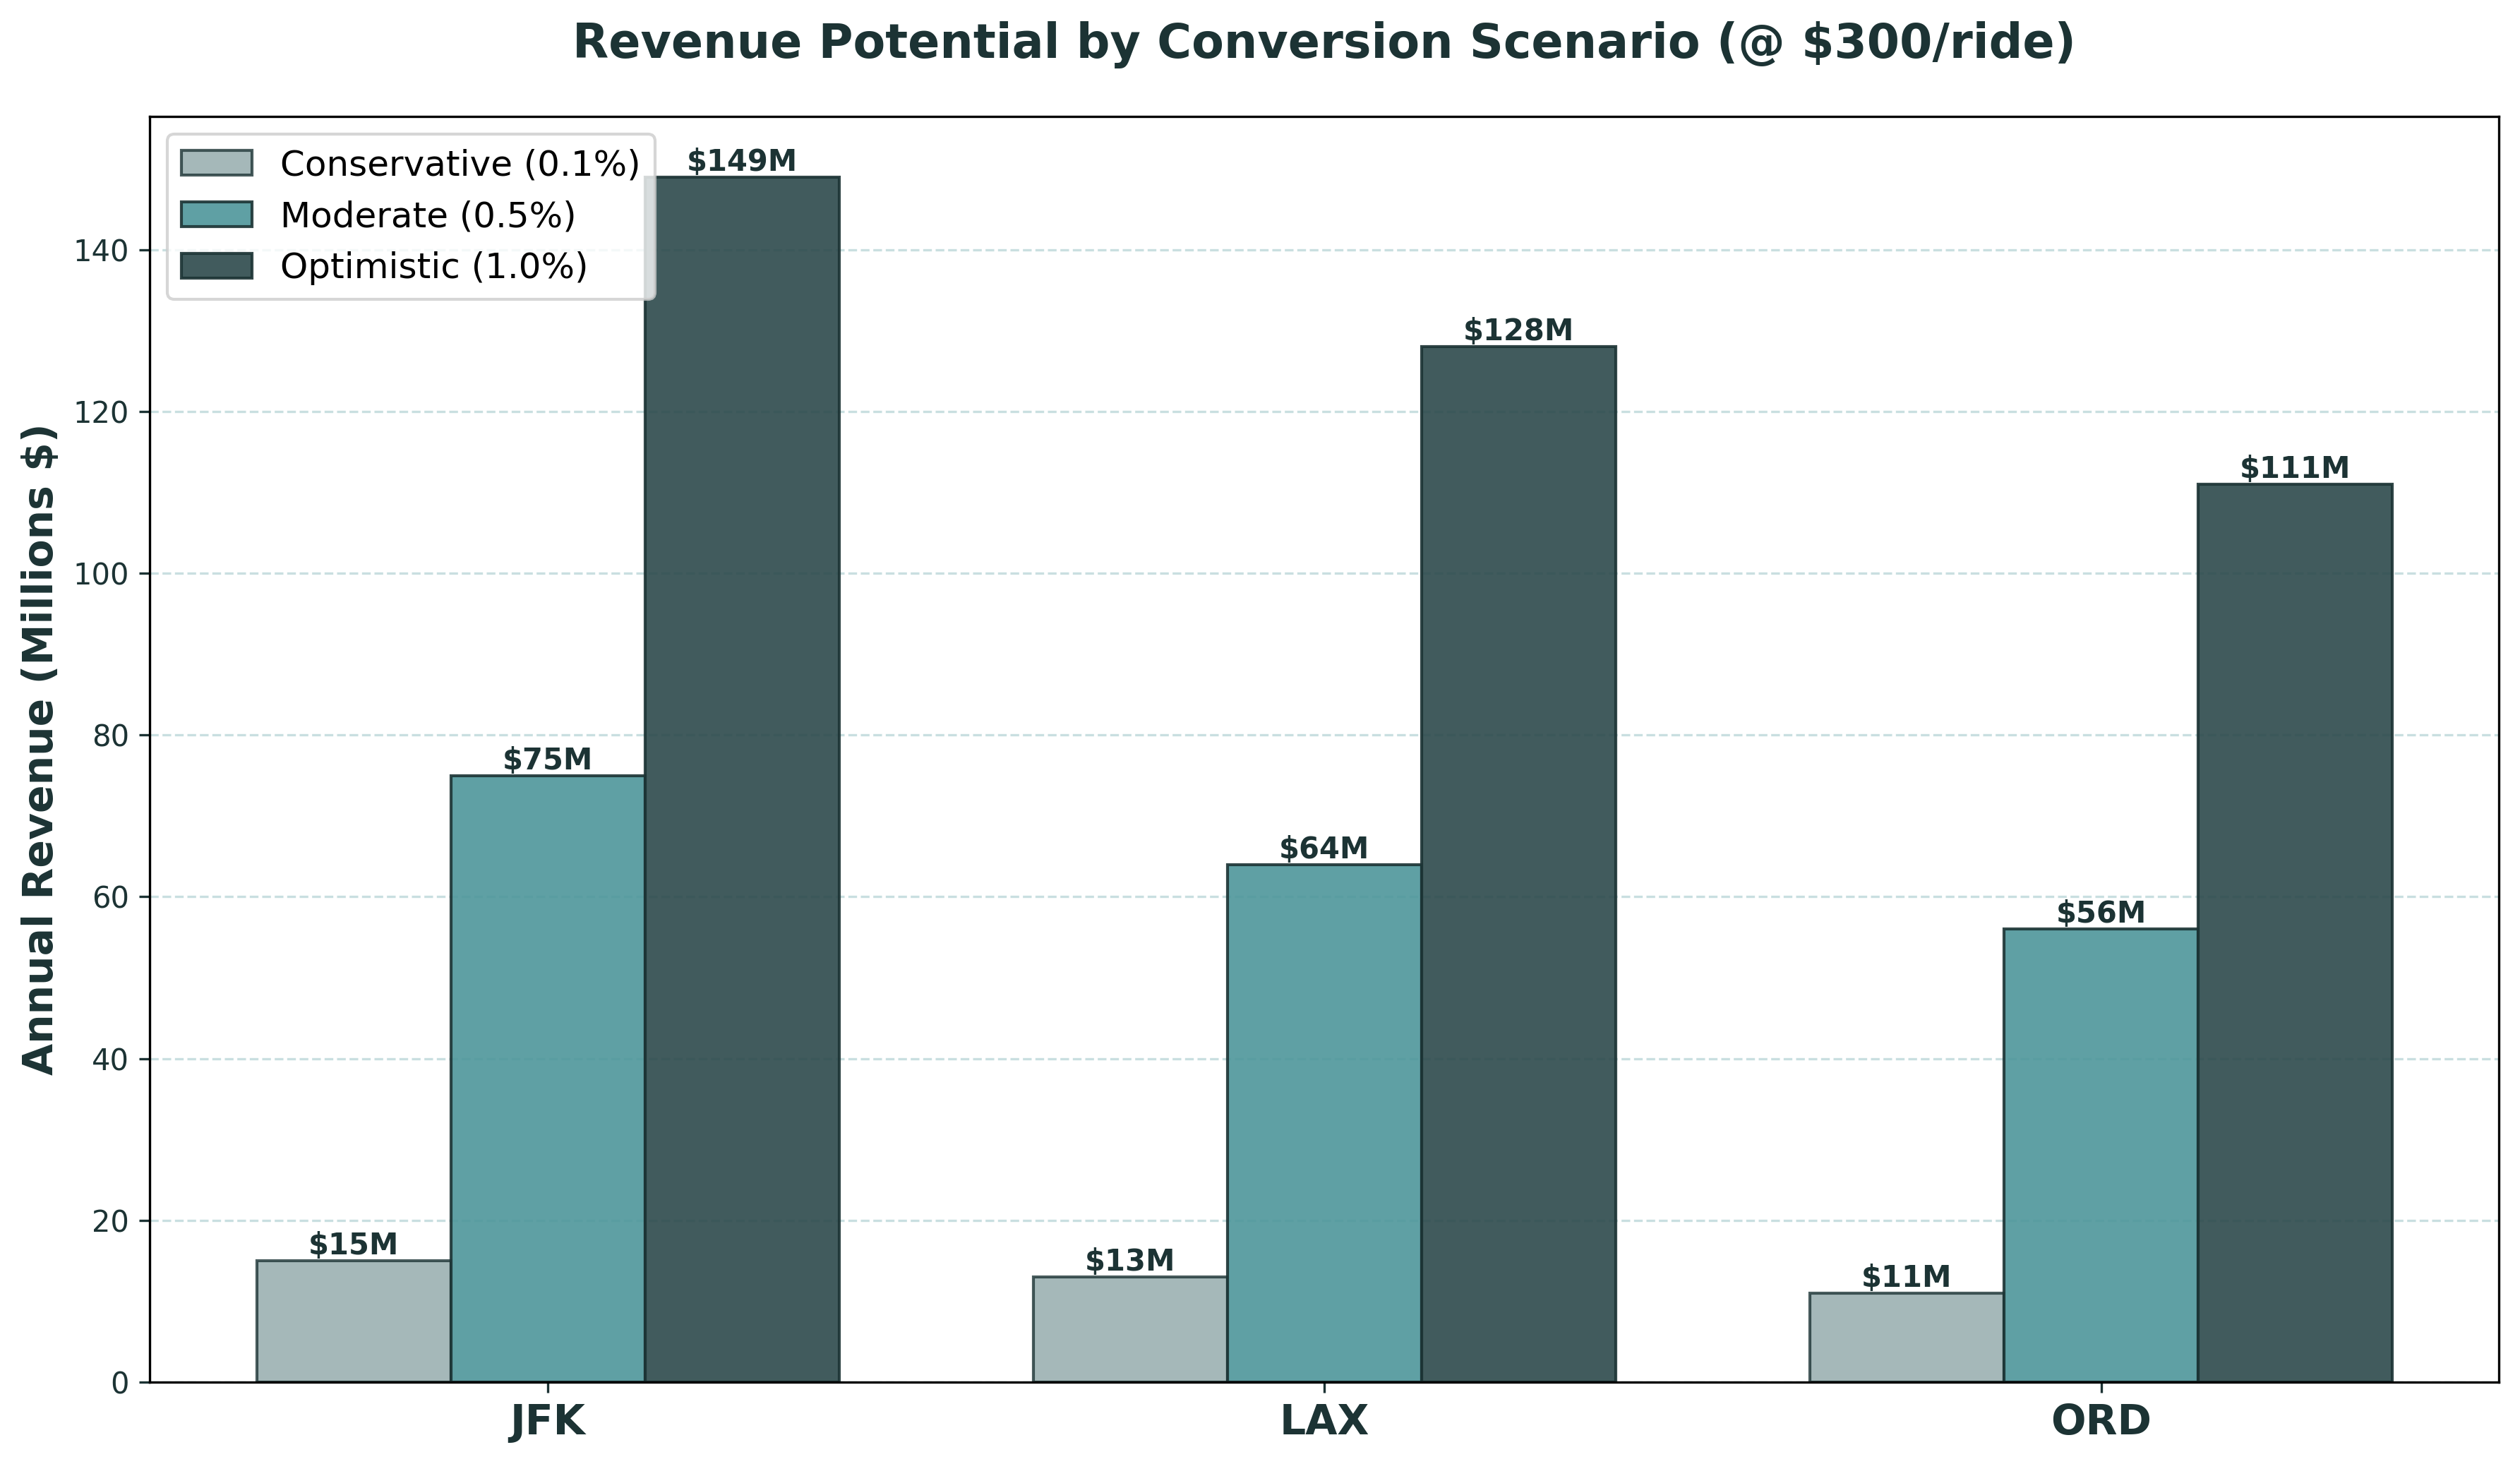 Revenue Potential by Conversion Scenario (@ $300/ride)
Conservative (0.1%)
Moderate (0.5%)
Optimistic (1.0%)
Annual Revenue (Millions $)
140
120
100
80
60
40
20
0
$15M
$75M
$149M
$13M
$64M
$128M
$11M
$56M
$111M
JFK
LAX
ORD